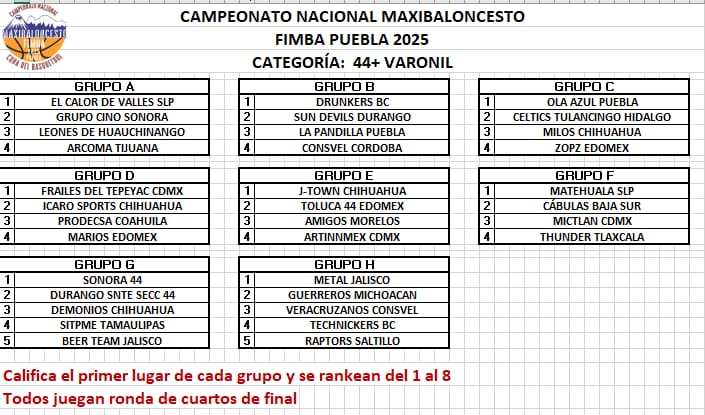 CAMPEONATO NACIONAL
MAXIBALONCESTO
FIMBA
CUNA DEL BASQUETBOL
CAMPEONATO NACIONAL MAXIBALONCESTO
FIMBA PUEBLA 2025
CATEGORÍA: 44+ VARONIL
GRUPO A
1 EL CALOR DE VALLES SLP
2 GRUPO CINO SONORA
3 LEONES DE HUAUCHINANGO
4 ARCOMA TIJUANA
GRUPO B
1 DRUNKERS BC
2 SUN DEVILS DURANGO
3 LA PANDILLA PUEBLA
4 CONSVEL CORDOBA
GRUPO C
1 OLA AZUL PUEBLA
2 CELTICS TULANCINGO HIDALGO
3 MILOS CHIHUAHUA
4 ZOPZ EDOMEX
GRUPO D
1 FRAILES DEL TEPEYAC CDMX
2 ICARO SPORTS CHIHUAHUA
3 PRODECSA COAHUILA
4 MARIOS EDOMEX
GRUPO E
1 J-TOWN CHIHUAHUA
2 TOLUCA 44 EDOMEX
3 AMIGOS MORELOS
4 ARTINNMEX CDMX
GRUPO F
1 MATEHUALA SLP
2 CÁBULAS BAJA SUR
3 MICTLAN CDMX
4 THUNDER TLAXCALA
GRUPO G
1 SONORA 44
2 DURANGO SNTE SECC 44
3 DEMONIOS CHIHUAHUA
4 SITPME TAMAULIPAS
5 BEER TEAM JALISCO
GRUPO H
1 METAL JALISCO
2 GUERREROS MICHOACAN
3 VERACRUZANOS CONSVEL
4 TECHNICKERS BC
5 RAPTORS SALTILLO
Califica el primer lugar de cada grupo y se rankean del 1 al 8
Todos juegan ronda de cuartos de final